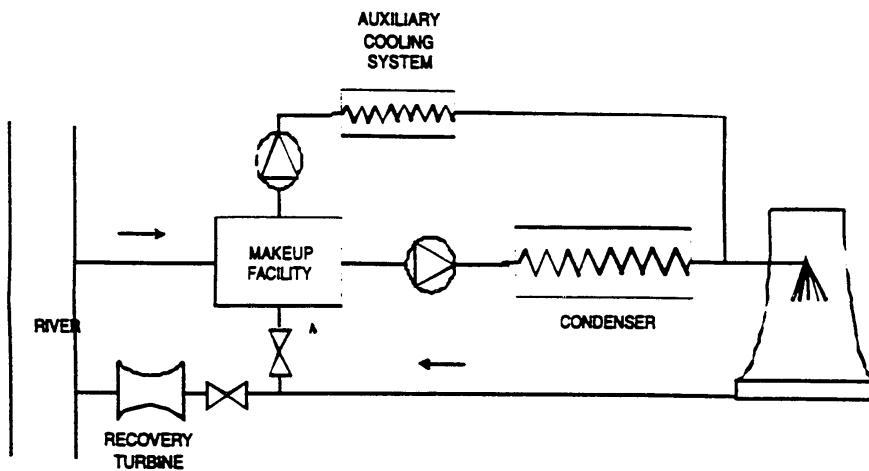 AUXILIARY
COOLING
SYSTEM
MAKEUP
FACILITY
A
CONDENSER
RIVER
RECOVERY
TURBINE